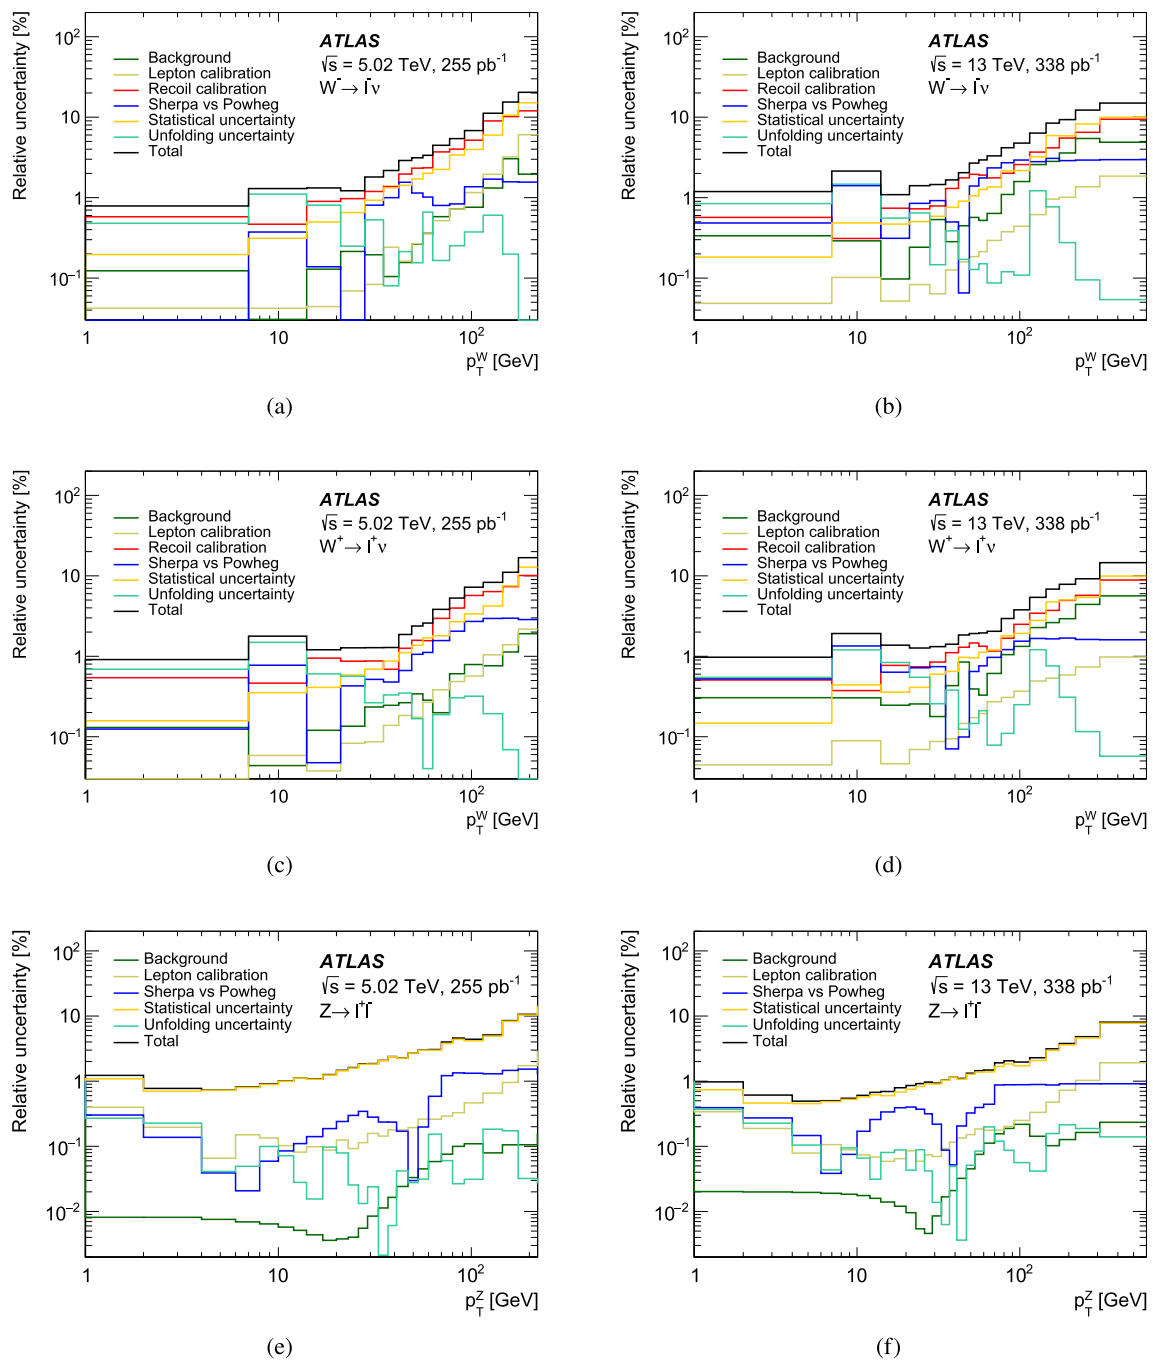 Relative uncertainty [%]
10²
10
1
10⁻¹
Background
Lepton calibration
Recoil calibration
Sherpa vs Powheg
Statistical uncertainty
Unfolding uncertainty
Total
ATLAS
√s = 5.02 TeV, 255 pb⁻¹
W⁻→ l⁻ν
1 10 10²
p_T^W [GeV]
(a)
Relative uncertainty [%]
10²
10
1
10⁻¹
Background
Lepton calibration
Recoil calibration
Sherpa vs Powheg
Statistical uncertainty
Unfolding uncertainty
Total
ATLAS
√s = 13 TeV, 338 pb⁻¹
W⁻→ l⁻ν
1 10 10²
p_T^W [GeV]
(b)
Relative uncertainty [%]
10²
10
1
10⁻¹
Background
Lepton calibration
Recoil calibration
Sherpa vs Powheg
Statistical uncertainty
Unfolding uncertainty
Total
ATLAS
√s = 5.02 TeV, 255 pb⁻¹
W⁺→ l⁺ν
1 10 10²
p_T^W [GeV]
(c)
Relative uncertainty [%]
10²
10
1
10⁻¹
Background
Lepton calibration
Recoil calibration
Sherpa vs Powheg
Statistical uncertainty
Unfolding uncertainty
Total
ATLAS
√s = 13 TeV, 338 pb⁻¹
W⁺→ l⁺ν
1 10 10²
p_T^W [GeV]
(d)
Relative uncertainty [%]
10²
10
1
10⁻¹
10⁻²
Background
Lepton calibration
Sherpa vs Powheg
Statistical uncertainty
Unfolding uncertainty
Total
ATLAS
√s = 5.02 TeV, 255 pb⁻¹
Z→ l⁺l⁻
1 10 10²
p_T^Z [GeV]
(e)
Relative uncertainty [%]
10²
10
1
10⁻¹
10⁻²
Background
Lepton calibration
Sherpa vs Powheg
Statistical uncertainty
Unfolding uncertainty
Total
ATLAS
√s = 13 TeV, 338 pb⁻¹
Z→ l⁺l⁻
1 10 10²
p_T^Z [GeV]
(f)